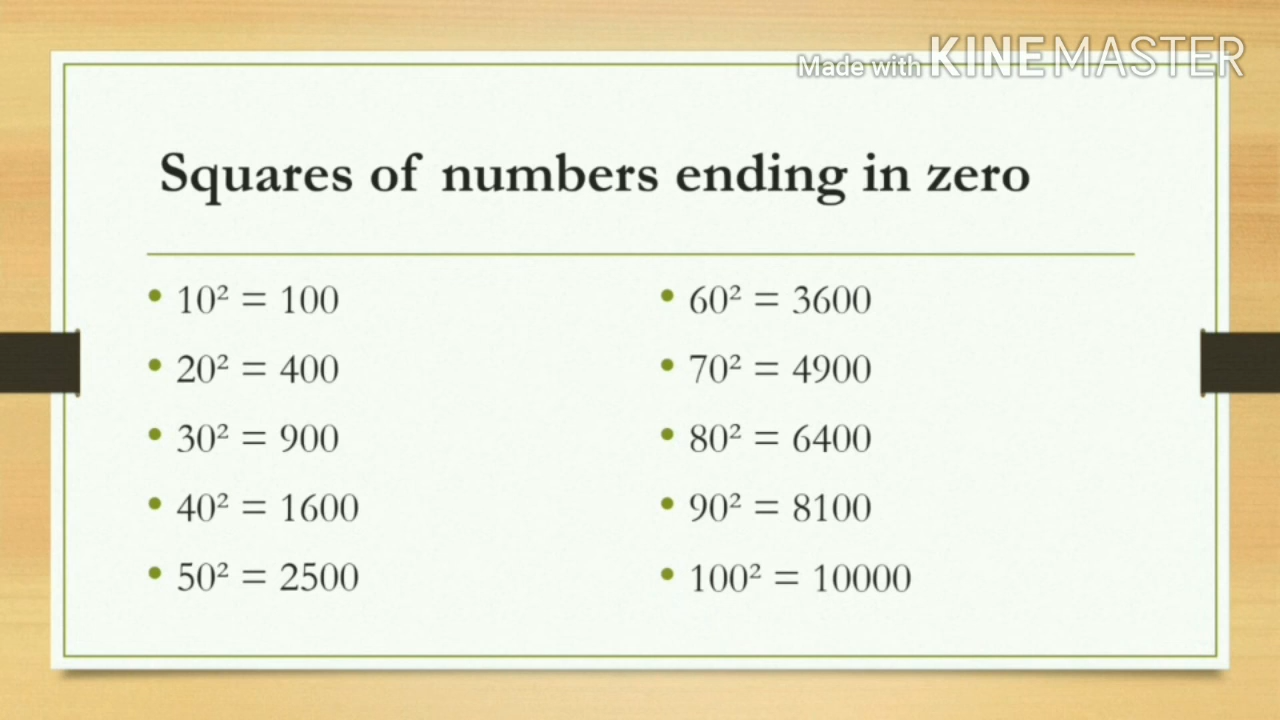 Made with KINEMASTER
Squares of numbers ending in zero
• 10² = 100
• 20² = 400
• 30² = 900
• 40² = 1600
• 50² = 2500
• 60² = 3600
• 70² = 4900
• 80² = 6400
• 90² = 8100
• 100² = 10000